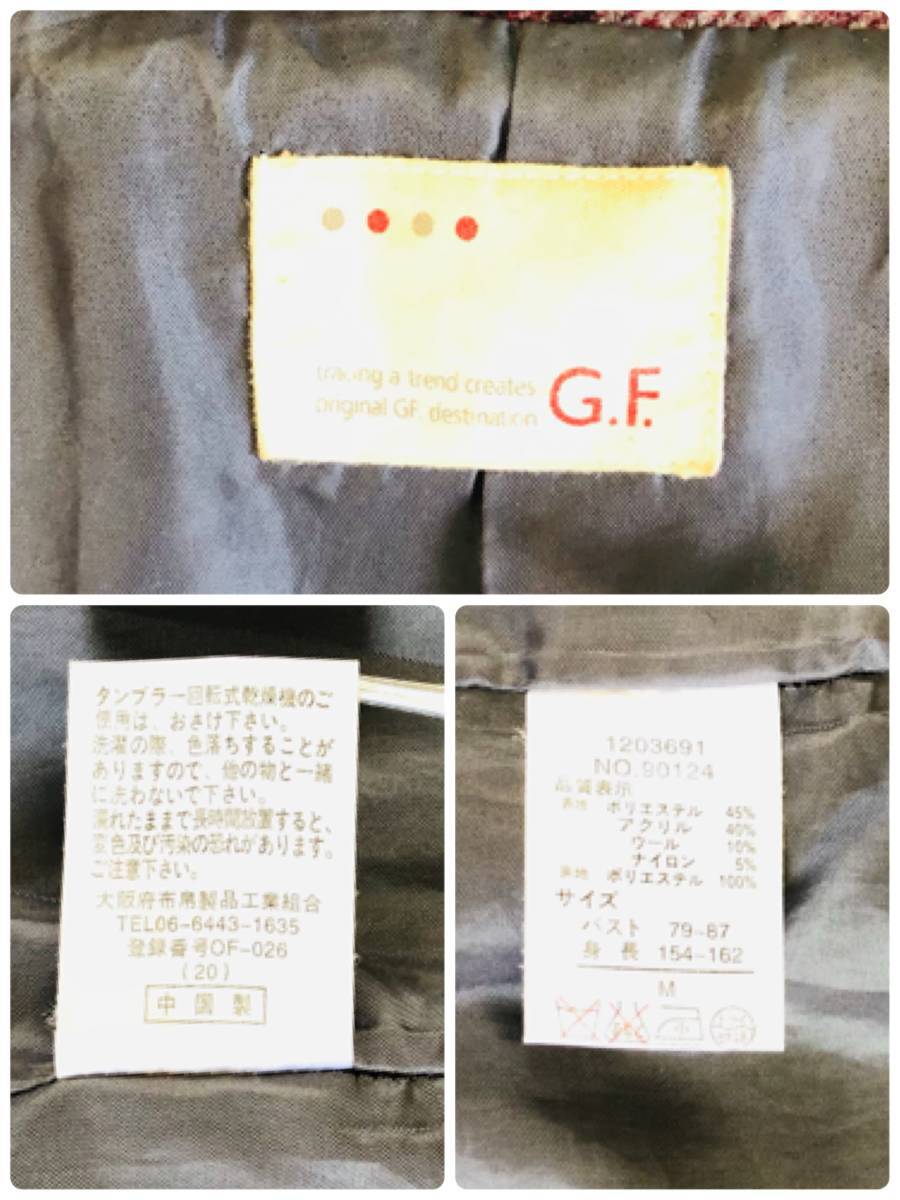 tracing a trend creates
original GF. destination
G.F.
タンブラー回転式乾燥機のご
使用は、おさけ下さい。
洗濯の際、色落ちすることが
ありますので、他の物と一緒
に洗わないで下さい。
濡れたままで長時間放置すると、
変色及び汚染の恐れがあります。
ご注意下さい。
大阪府布帛製品工業組合
TEL06-6443-1635
登録番号OF-026
(20)
中国製
1203691
NO.90124
品質表示
表地 ポリエステル 45%
アクリル 40%
ウール 10%
ナイロン 5%
裏地 ポリエステル 100%
サイズ
バスト 79-87
身長 154-162
M